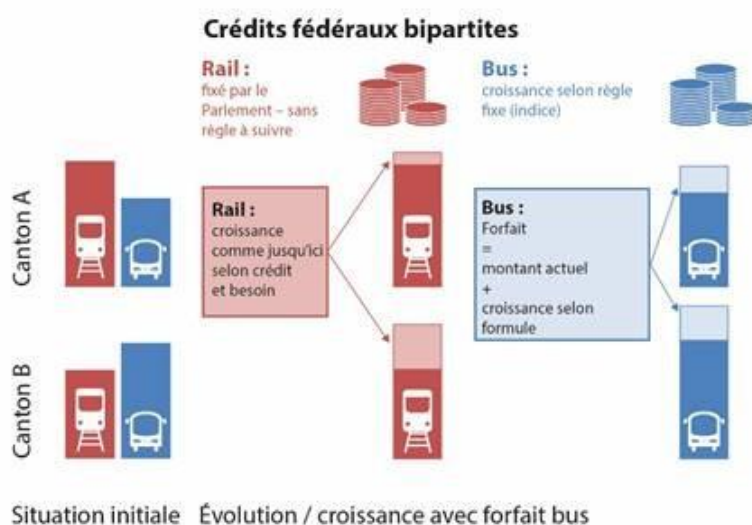 Crédits fédéraux bipartites
Rail :
fixé par le
Parlement – sans
règle à suivre
Bus :
croissance selon règle
fixe (indice)
Canton A
Rail :
croissance
comme jusqu'ici
selon crédit
et besoin
Bus :
Forfait
=
montant actuel
+
croissance selon
formule
Canton B
Situation initiale
Évolution / croissance avec forfait bus